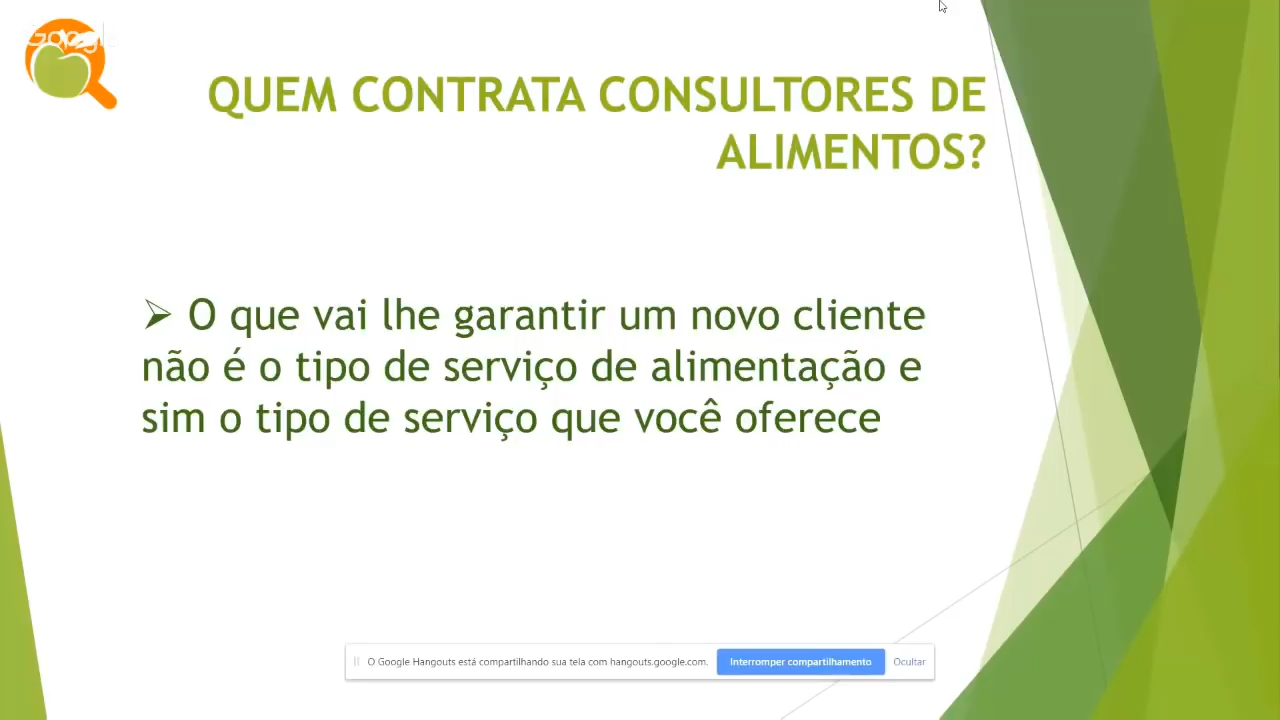 Google
QUEM CONTRATA CONSULTORES DE
ALIMENTOS?
➢ O que vai lhe garantir um novo cliente
não é o tipo de serviço de alimentação e
sim o tipo de serviço que você oferece
O Google Hangouts está compartilhando sua tela com hangouts.google.com. Interromper compartilhamento Ocultar